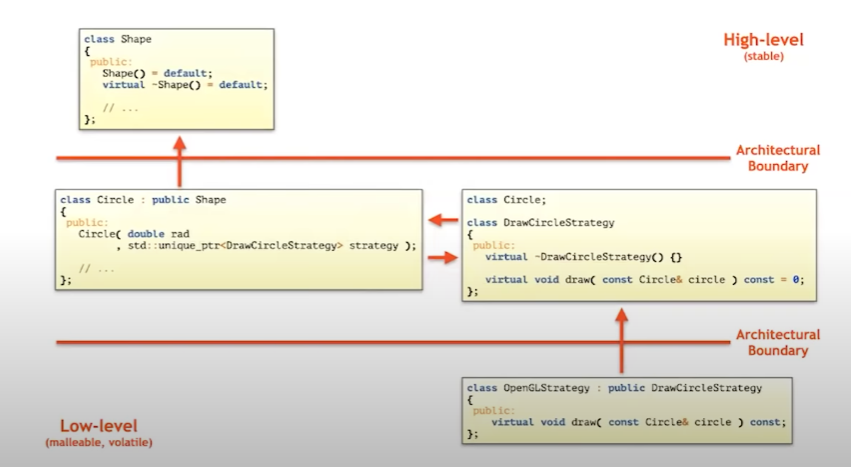 class Shape
{
public:
Shape() = default;
virtual ~Shape() = default;
// ...
};
High-level
(stable)
Architectural
Boundary
class Circle : public Shape
{
public:
Circle( double rad
, std::unique_ptr<DrawCircleStrategy> strategy );
// ...
};
class Circle;
class DrawCircleStrategy
{
public:
virtual ~DrawCircleStrategy() {}
virtual void draw( const Circle& circle ) const = 0;
};
Architectural
Boundary
class OpenGLStrategy : public DrawCircleStrategy
{
public:
virtual void draw( const Circle& circle ) const;
};
Low-level
(malleable, volatile)